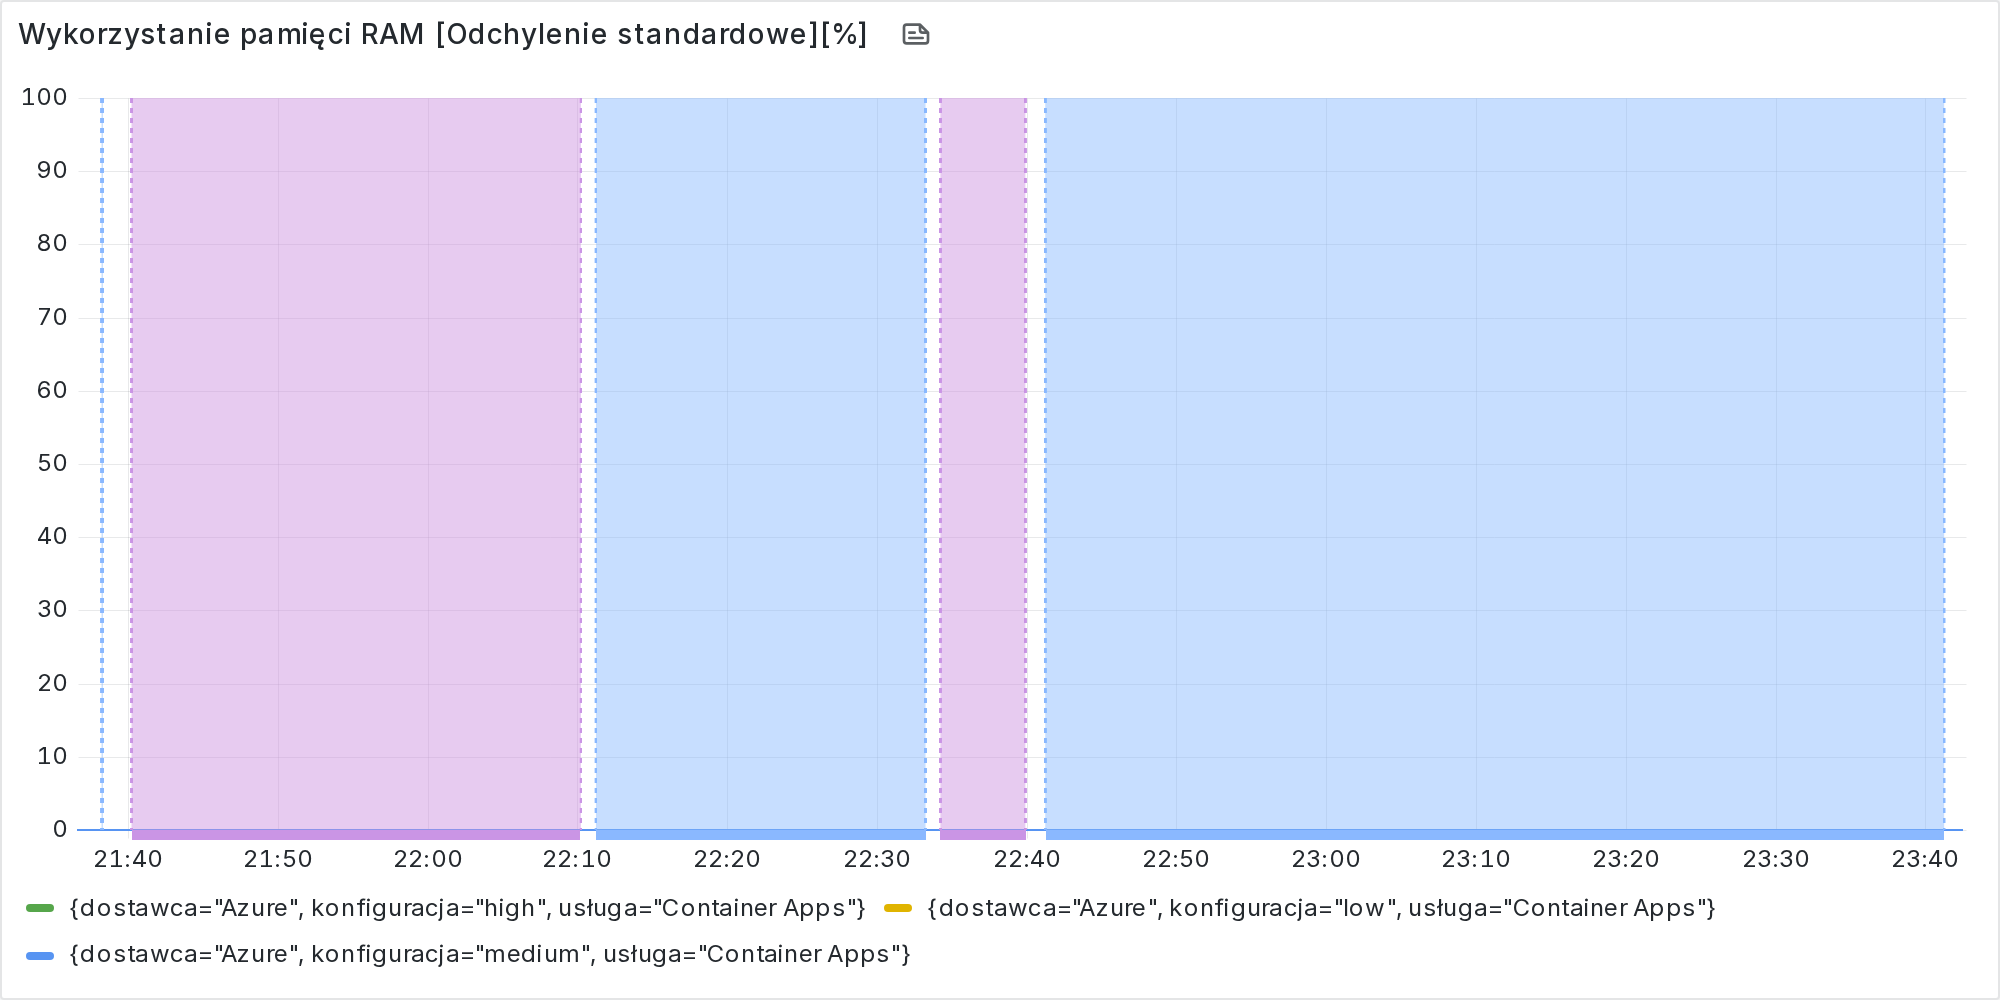 Wykorzystanie pamięci RAM [Odchylenie standardowe][%]
100
90
80
70
60
50
40
30
20
10
0
21:40 21:50 22:00 22:10 22:20 22:30 22:40 22:50 23:00 23:10 23:20 23:30 23:40
{dostawca="Azure", konfiguracja="high", usługa="Container Apps"} {dostawca="Azure", konfiguracja="low", usługa="Container Apps"}
{dostawca="Azure", konfiguracja="medium", usługa="Container Apps"}